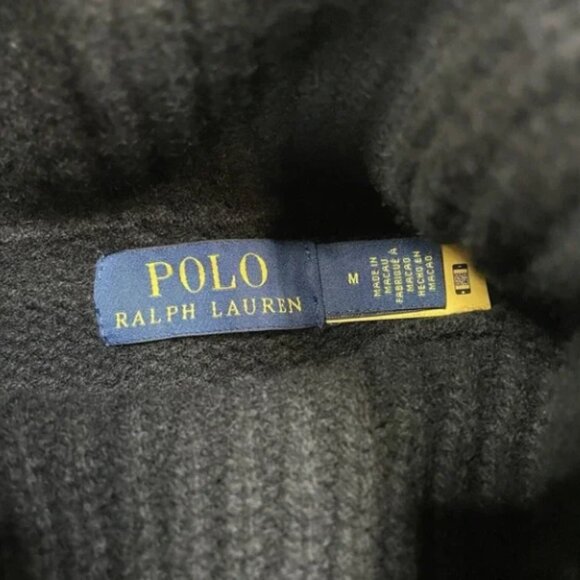 POLO
RALPH LAUREN
M
MADE IN
MACAU
FABRIQUÉ À
MACAO
HECHO EN
MACAO